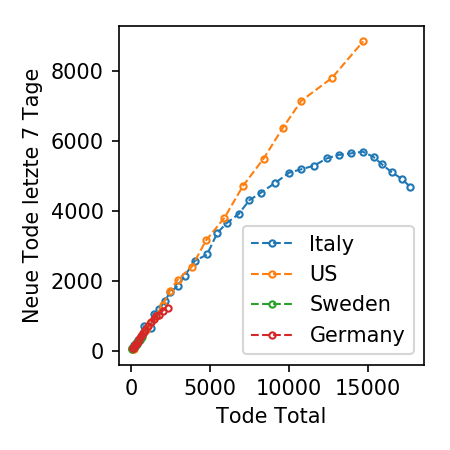 Neue Tode letzte 7 Tage
8000
6000
4000
2000
0
Italy
US
Sweden
Germany
0 5000 10000 15000
Tode Total